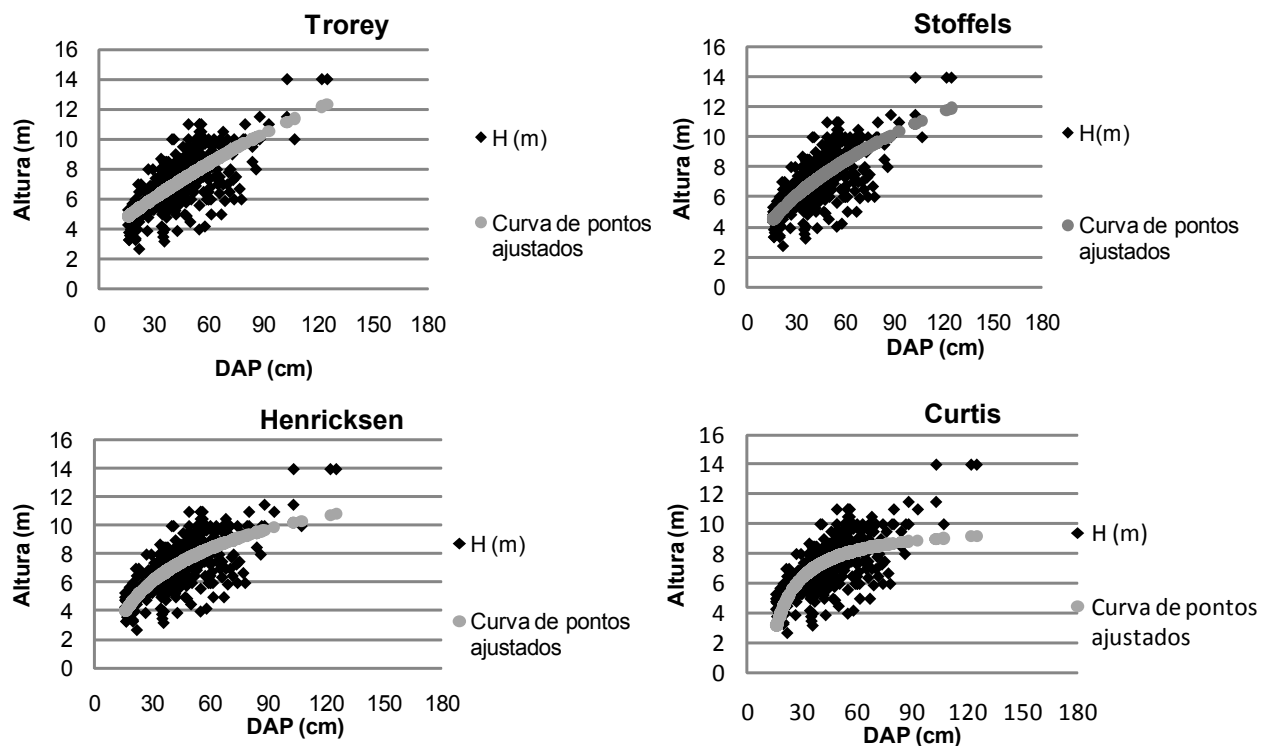 Trorey
16
14
12
10
8
6
4
2
0
Altura (m)
0 30 60 90 120 150 180
DAP (cm)
H (m)
Curva de pontos
ajustados
Stoffels
16
14
12
10
8
6
4
2
0
Altura (m)
0 30 60 90 120 150 180
DAP (cm)
H(m)
Curva de pontos
ajustados
Henricksen
16
14
12
10
8
6
4
2
0
Altura (m)
0 30 60 90 120 150 180
DAP (cm)
H (m)
Curva de pontos
ajustados
Curtis
16
14
12
10
8
6
4
2
0
Altura (m)
0 30 60 90 120 150 180
DAP (cm)
H (m)
Curva de pontos
ajustados